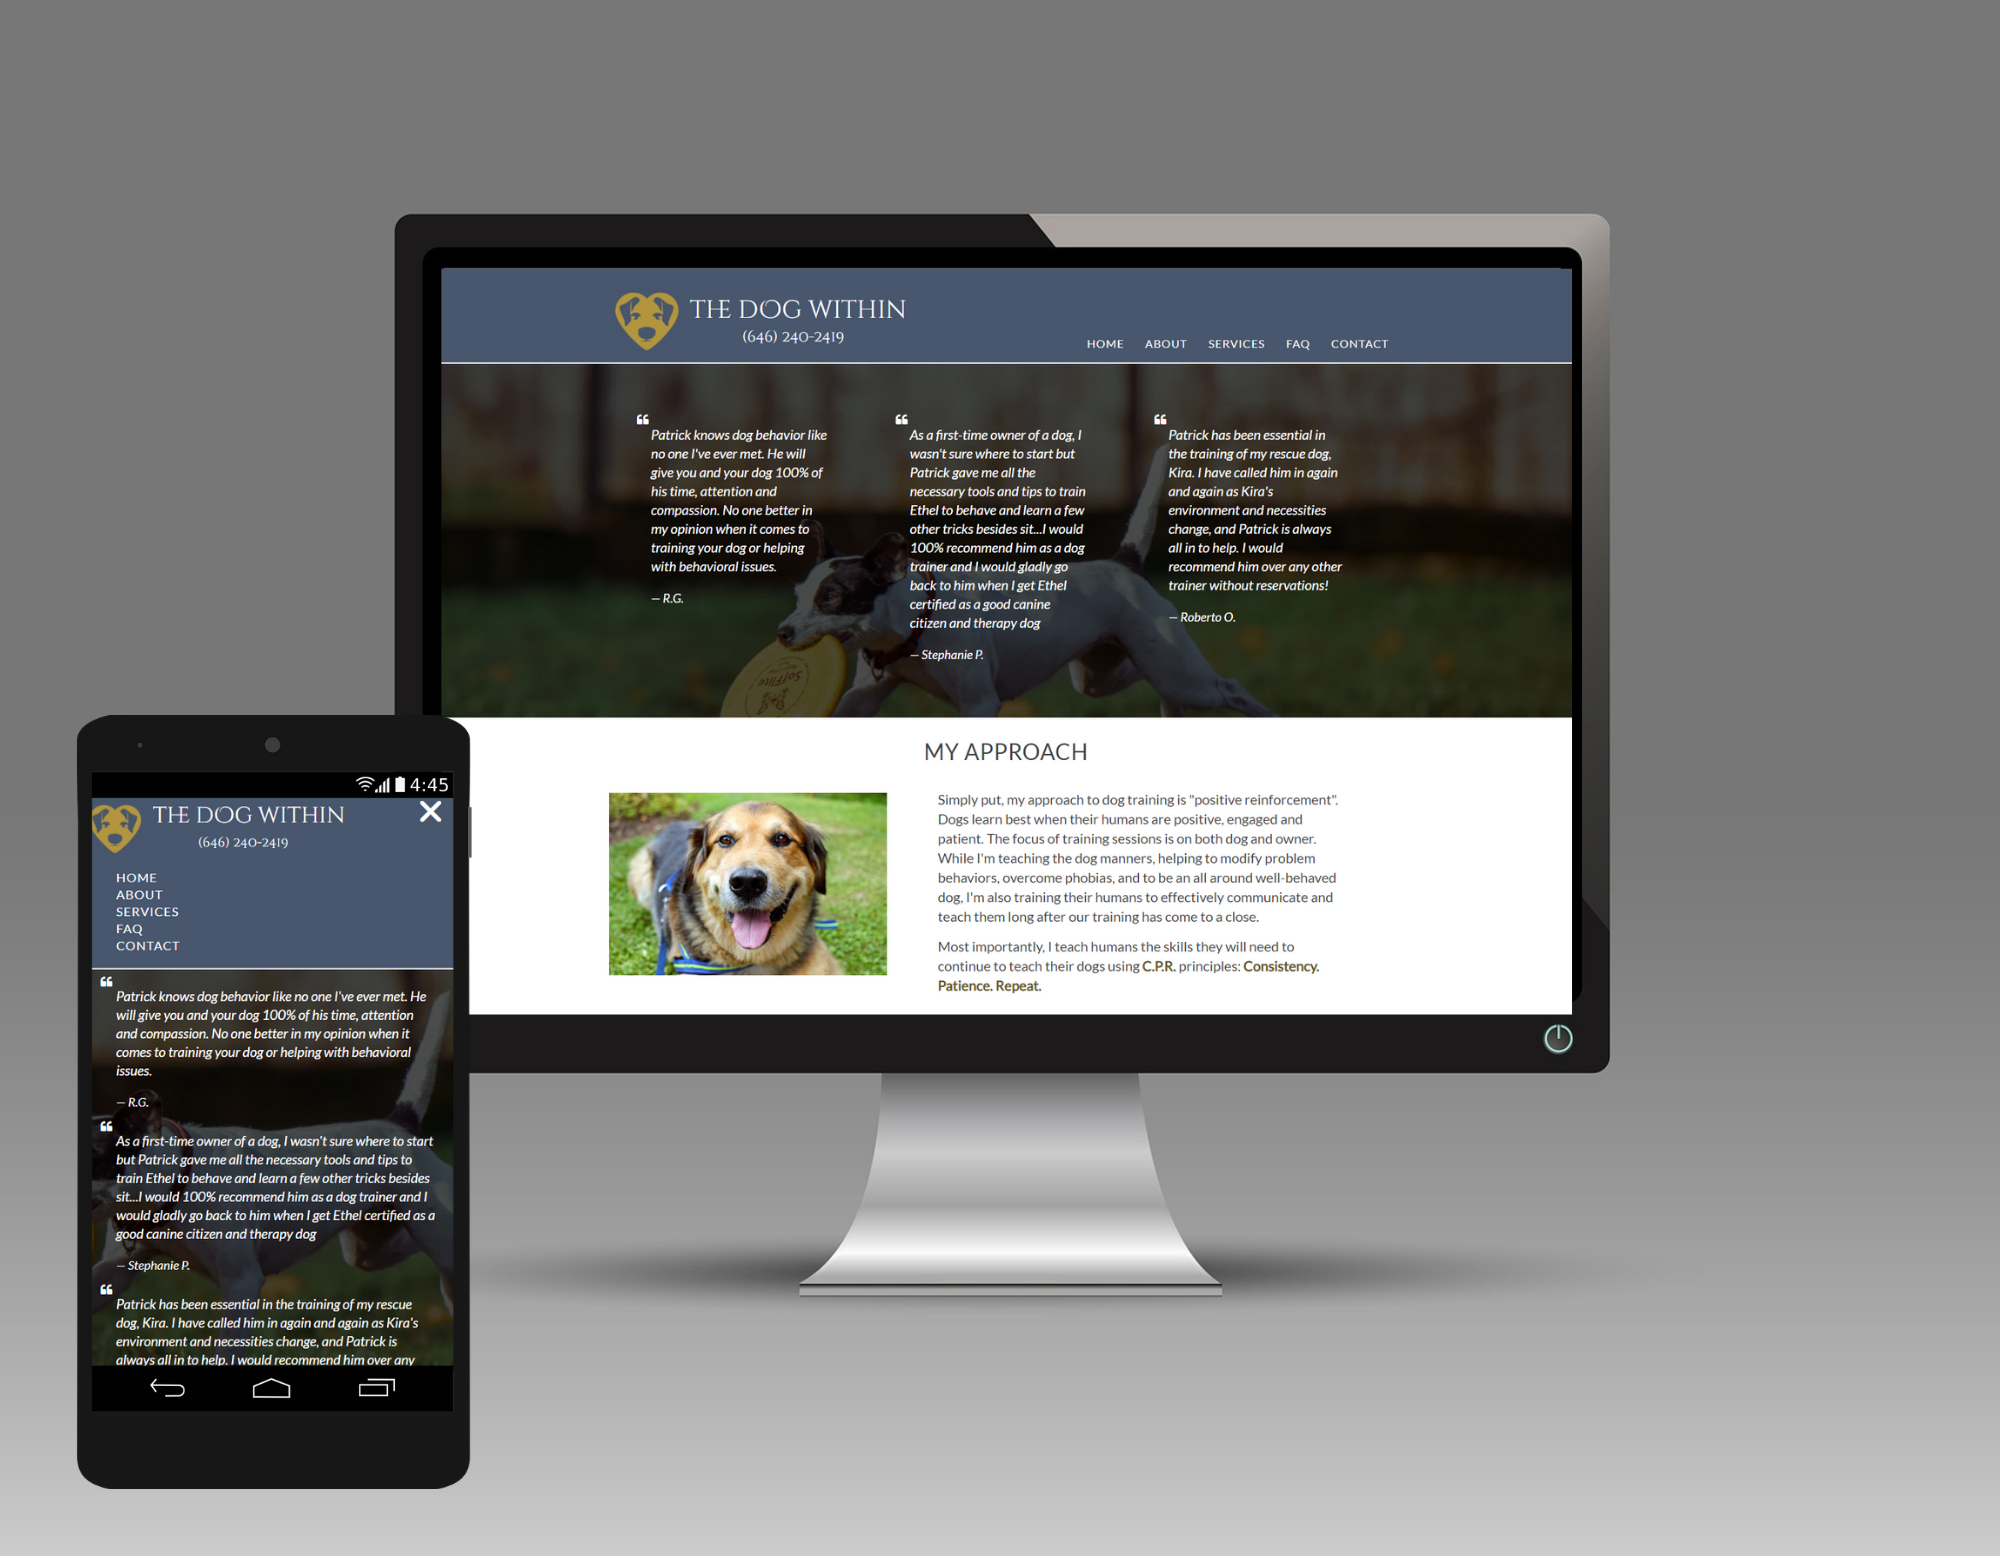 THE DOG WITHIN
(646) 240-2419
HOME ABOUT SERVICES FAQ CONTACT
Patrick knows dog behavior like
no one I've ever met. He will
give you and your dog 100% of
his time, attention and
compassion. No one better in
my opinion when it comes to
training your dog or helping
with behavioral issues.
— R.G.
As a first-time owner of a dog, I
wasn't sure where to start but
Patrick gave me all the
necessary tools and tips to train
Ethel to behave and learn a few
other tricks besides sit...I would
100% recommend him as a dog
trainer and I would gladly go
back to him when I get Ethel
certified as a good canine
citizen and therapy dog
— Stephanie P.
Patrick has been essential in
the training of my rescue dog,
Kira. I have called him in again
and again as Kira's
environment and necessities
change, and Patrick is always
all in to help. I would
recommend him over any other
trainer without reservations!
— Roberto O.
MY APPROACH
Simply put, my approach to dog training is "positive reinforcement".
Dogs learn best when their humans are positive, engaged and
patient. The focus of training sessions is on both dog and owner.
While I'm teaching the dog manners, helping to modify problem
behaviors, overcome phobias, and to be an all around well-behaved
dog, I'm also training their humans to effectively communicate and
teach them long after our training has come to a close.
Most importantly, I teach humans the skills they will need to
continue to teach their dogs using C.P.R. principles: Consistency.
Patience. Repeat.
4:45
THE DOG WITHIN
(646) 240-2419
HOME
ABOUT
SERVICES
FAQ
CONTACT
Patrick knows dog behavior like no one I've ever met. He
will give you and your dog 100% of his time, attention
and compassion. No one better in my opinion when it
comes to training your dog or helping with behavioral
issues.
— R.G.
As a first-time owner of a dog, I wasn't sure where to start
but Patrick gave me all the necessary tools and tips to
train Ethel to behave and learn a few other tricks besides
sit...I would 100% recommend him as a dog trainer and I
would gladly go back to him when I get Ethel certified as a
good canine citizen and therapy dog
— Stephanie P.
Patrick has been essential in the training of my rescue
dog, Kira. I have called him in again and again as Kira's
environment and necessities change, and Patrick is
always all in to help. I would recommend him over any